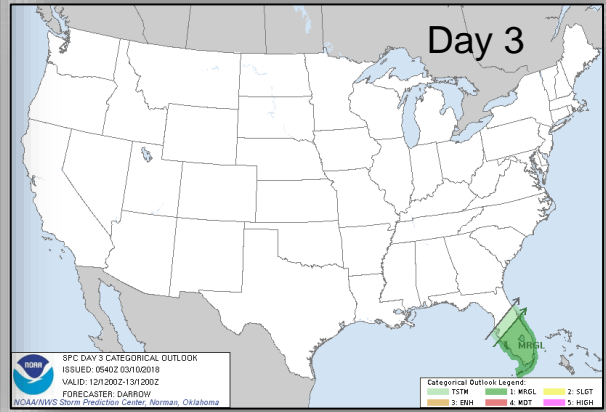 Day 3
MRGL
NOAA
SPC DAY 3 CATEGORICAL OUTLOOK
ISSUED: 0540Z 03/10/2018
VALID: 12/1200Z-13/1200Z
FORECASTER: DARROW
NOAA/NWS Storm Prediction Center, Norman, Oklahoma
Categorical Outlook Legend:
TSTM 1: MRGL 2: SLGT
3: ENH 4: MDT 5: HIGH